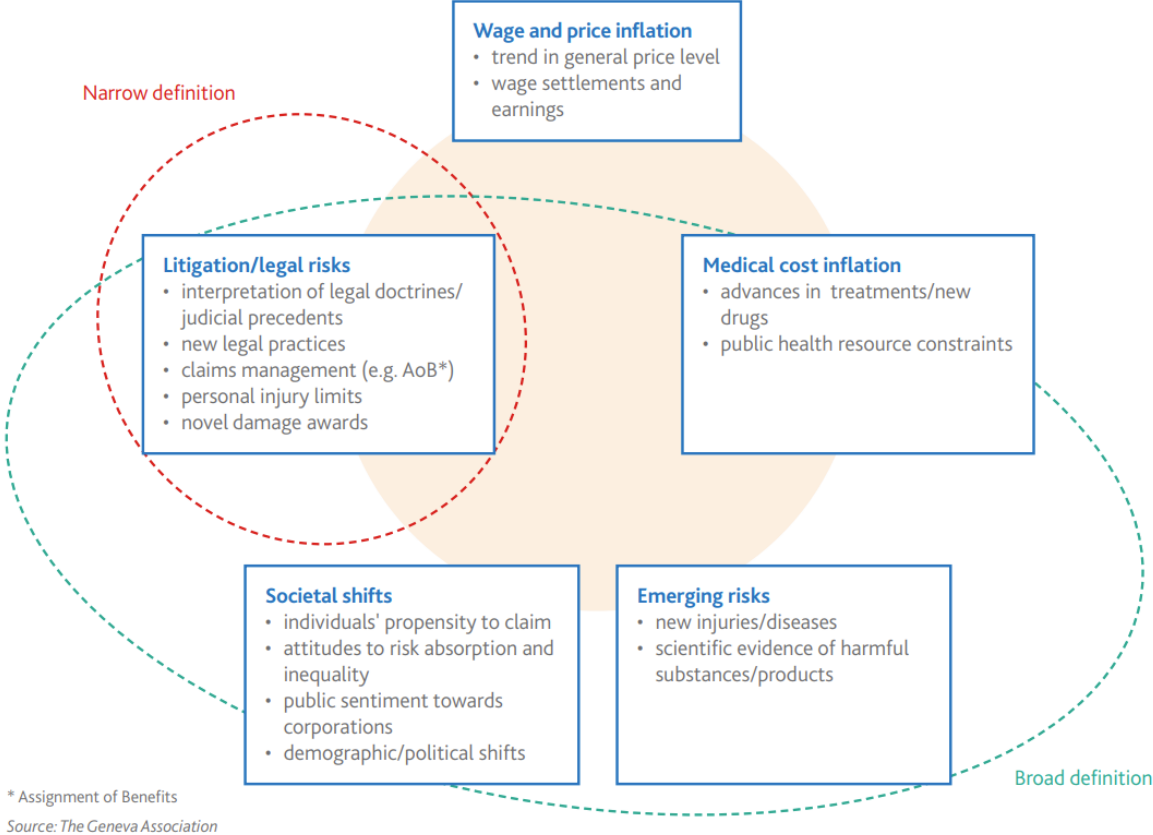 Wage and price inflation
• trend in general price level
• wage settlements and
earnings
Narrow definition
Litigation/legal risks
• interpretation of legal doctrines/
judicial precedents
• new legal practices
• claims management (e.g. AoB*)
• personal injury limits
• novel damage awards
Medical cost inflation
• advances in treatments/new
drugs
• public health resource constraints
Societal shifts
• individuals' propensity to claim
• attitudes to risk absorption and
inequality
• public sentiment towards
corporations
• demographic/political shifts
Emerging risks
• new injuries/diseases
• scientific evidence of harmful
substances/products
Broad definition
* Assignment of Benefits
Source: The Geneva Association